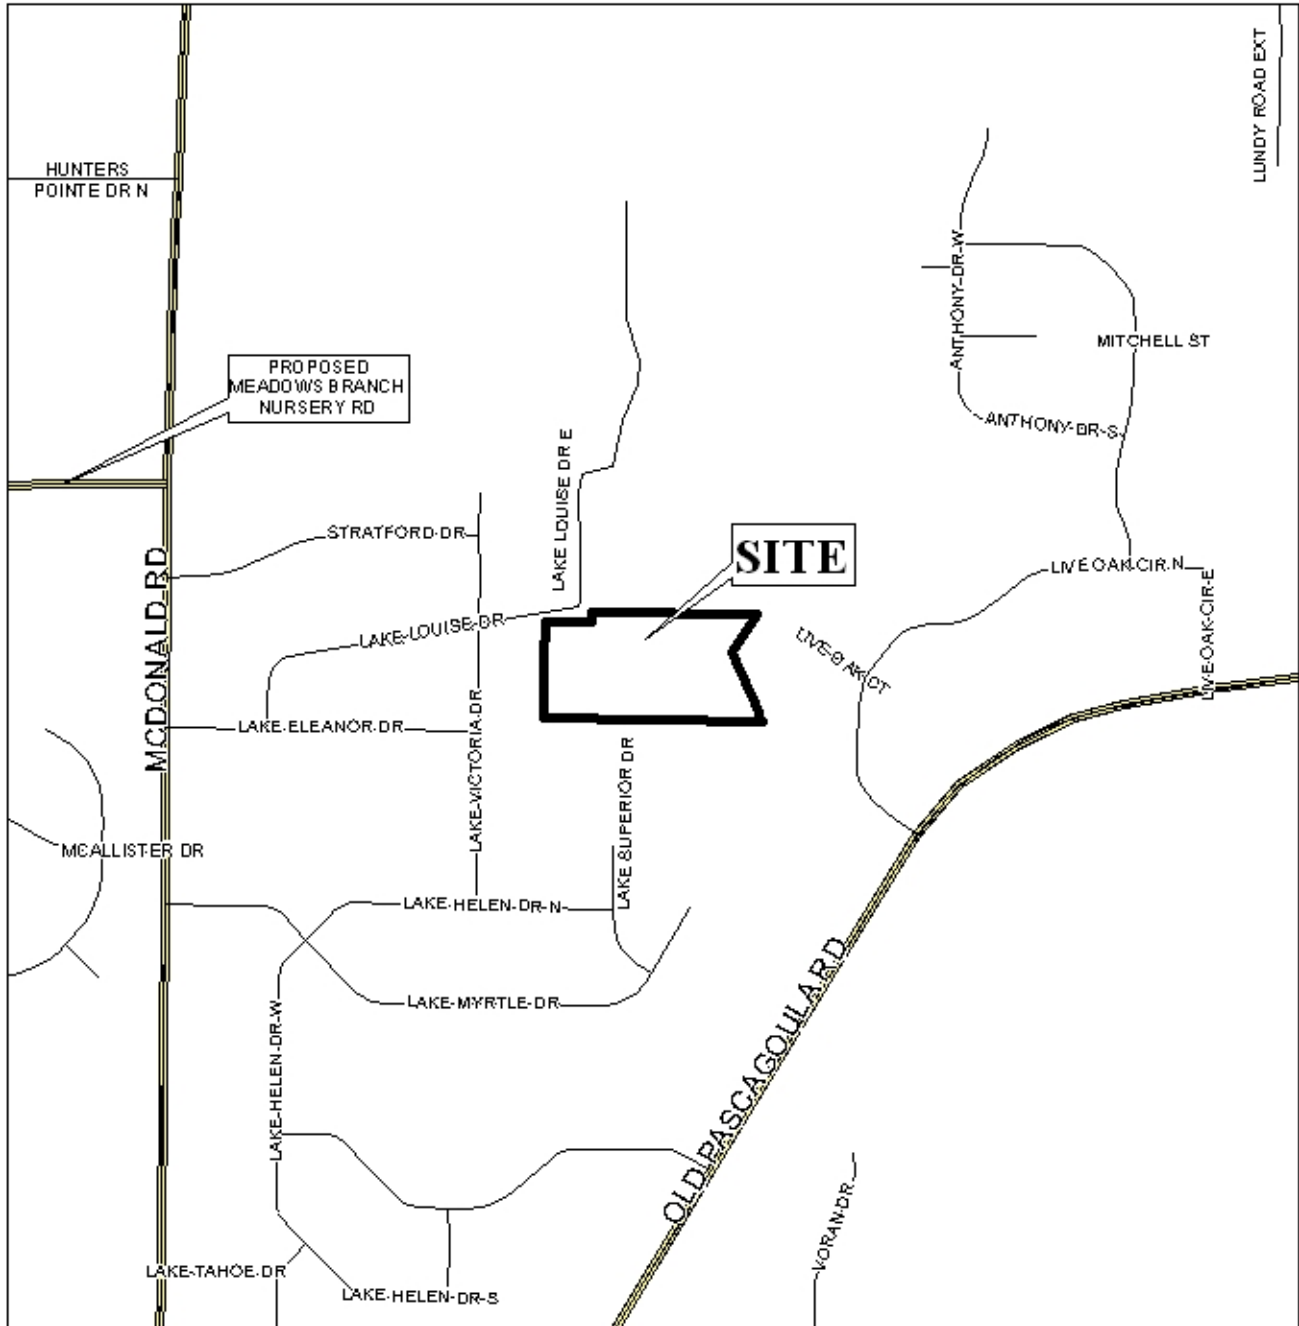 LUNDY ROAD EXT
HUNTERS
POINTE DR N
ANTHONY-DR-W
MITCHELL ST
PROPOSED
MEADOWS BRANCH
NURSERY RD
ANTHONY-DR-S
LAKE LOUISE DR E
STRATFORD-DR
SITE
LIVE OAK-CIR-N
LIVE-OAK-CIR-E
MCDONALD RD
LAKE-LOUISE-DR
LIVE-OAK-CT
LAKE-ELEANOR-DR
LAKE-VICTORIA-DR
LAKE SUPERIOR DR
MCALLISTER DR
LAKE-HELEN-DR-N
LAKE-MYRTLE-DR
OLD PASCAGOULA RD
LAKE-HELEN-DR-W
VORAN-DR
LAKE-TAHOE-DR
LAKE-HELEN-DR-S